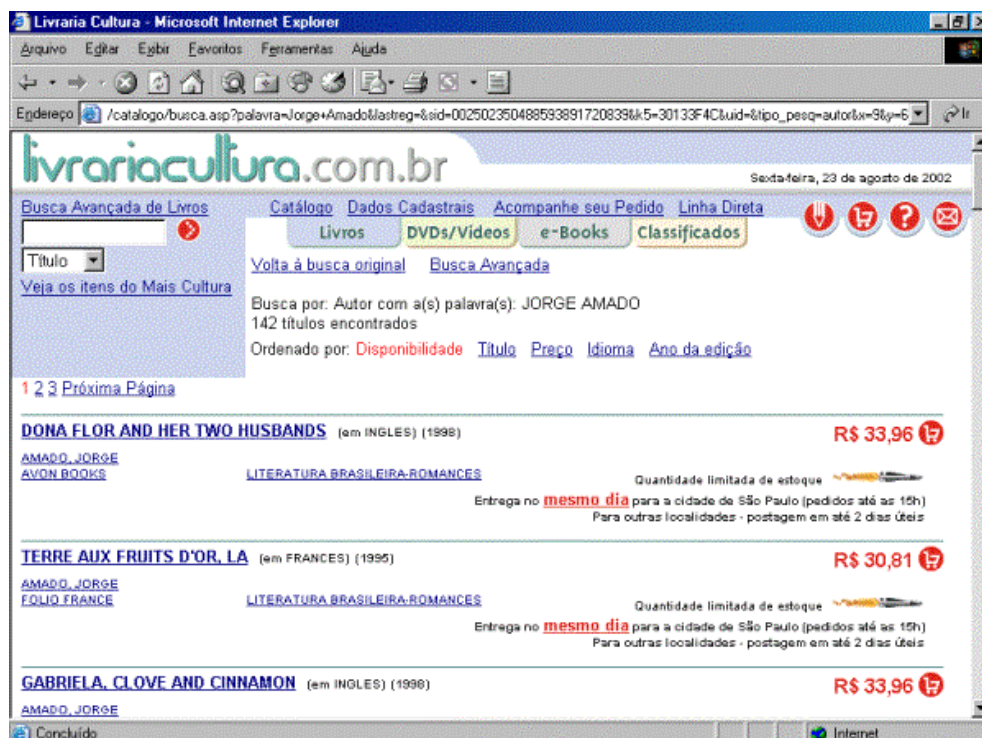 Livraria Cultura - Microsoft Internet Explorer
Arquivo Editar Exibir Favoritos Ferramentas Ajuda
Endereço /catalogo/busca.asp?palavra=Jorge+Amado&lastreg=&sid=00250235048859389172083９&k5=30133F4C&uid=&tipo_pesq=autor&x=9&y=6 Ir
livrariacultura.com.br
Sexta-feira, 23 de agosto de 2002
Busca Avançada de Livros Catálogo Dados Cadastrais Acompanhe seu Pedido Linha Direta
Livros DVDs/Vídeos e-Books Classificados
Título
Volta à busca original Busca Avançada
Veja os itens do Mais Cultura
Busca por: Autor com a(s) palavra(s): JORGE AMADO
142 títulos encontrados
Ordenado por: Disponibilidade Título Preço Idioma Ano da edição
1 2 3 Próxima Página
DONA FLOR AND HER TWO HUSBANDS (em INGLES) (1998) R$ 33,96
AMADO, JORGE
AVON BOOKS LITERATURA BRASILEIRA-ROMANCES Quantidade limitada de estoque
Entrega no mesmo dia para a cidade de São Paulo (pedidos até as 15h)
Para outras localidades - postagem em até 2 dias úteis
TERRE AUX FRUITS D'OR, LA (em FRANCES) (1995) R$ 30,81
AMADO, JORGE
FOLIO FRANCE LITERATURA BRASILEIRA-ROMANCES Quantidade limitada de estoque
Entrega no mesmo dia para a cidade de São Paulo (pedidos até as 15h)
Para outras localidades - postagem em até 2 dias úteis
GABRIELA, CLOVE AND CINNAMON (em INGLES) (1998) R$ 33,96
AMADO, JORGE
Concluído Internet